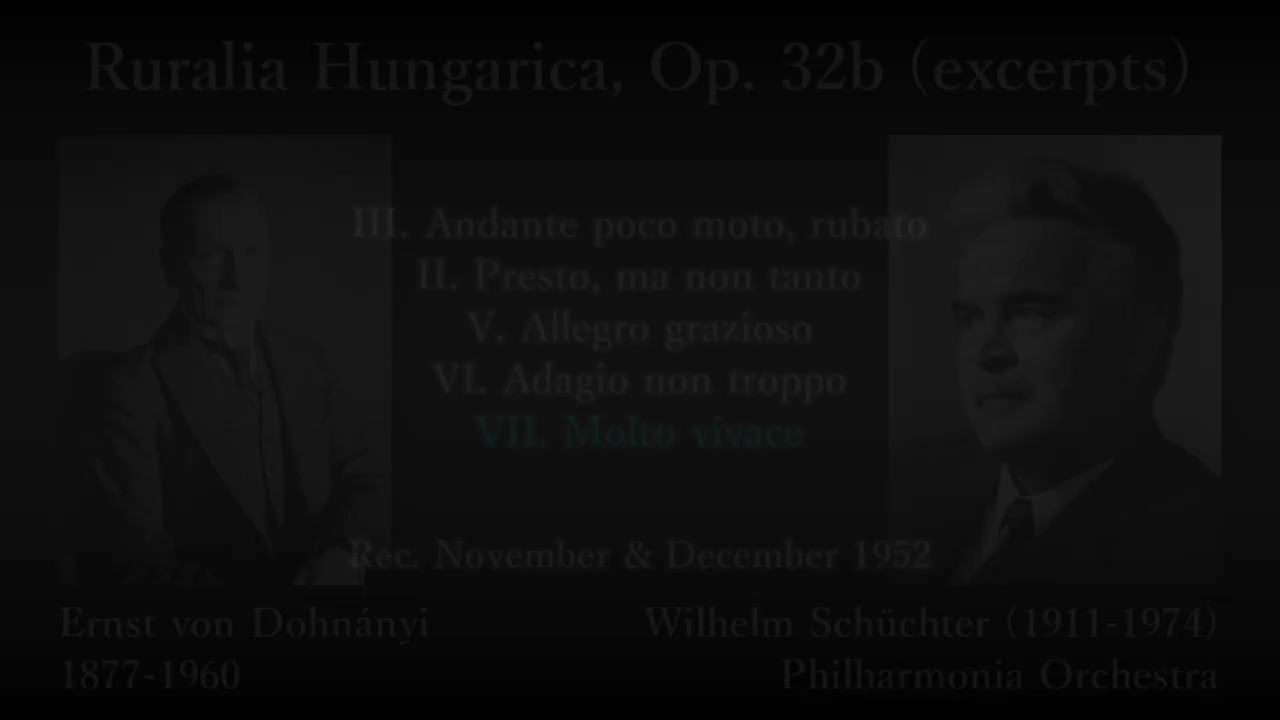 Ruralia Hungarica, Op. 32b (excerpts)
III. Andante poco moto, rubato
II. Presto, ma non tanto
V. Allegro grazioso
VI. Adagio non troppo
VII. Molto vivace
Rec. November & December 1952
Ernst von Dohnányi
1877-1960
Wilhelm Schüchter (1911-1974)
Philharmonia Orchestra